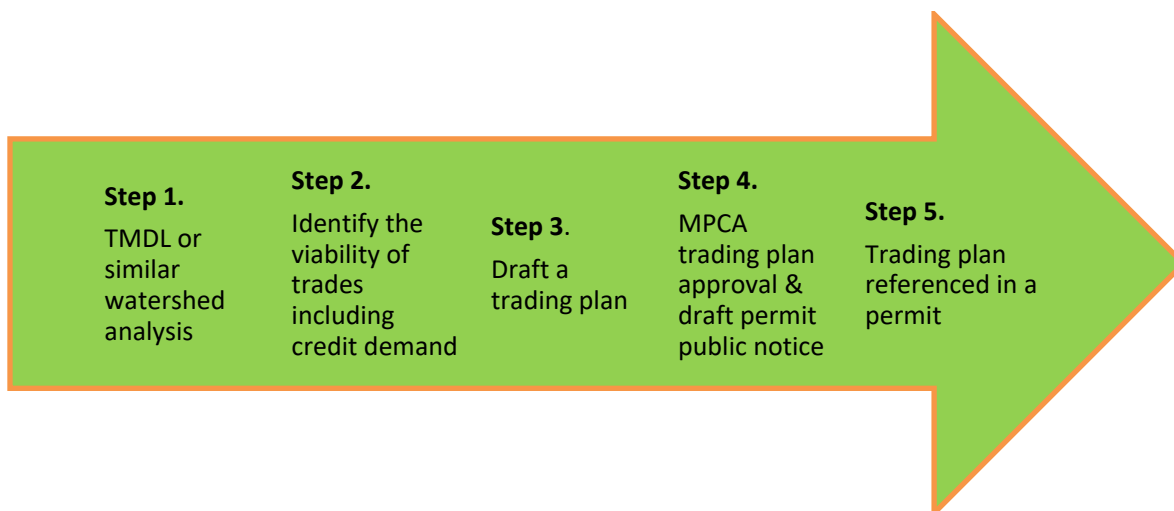 Step 1.
TMDL or
similar
watershed
analysis
Step 2.
Identify the
viability of
trades
including
credit demand
Step 3.
Draft a
trading plan
Step 4.
MPCA
trading plan
approval &
draft permit
public notice
Step 5.
Trading plan
referenced in a
permit